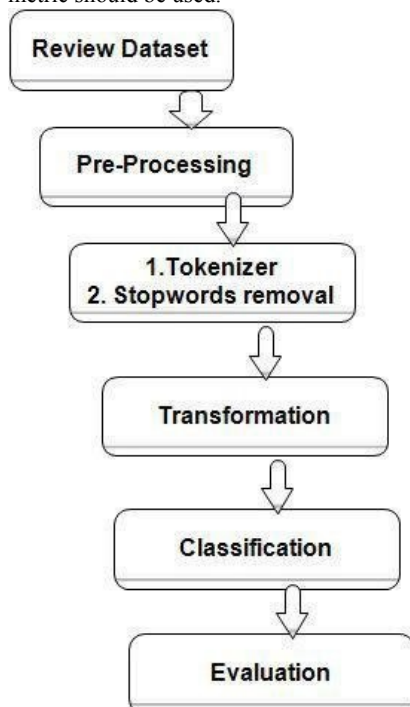 metric should be used.
Review Dataset
Pre-Processing
1.Tokenizer
2. Stopwords removal
Transformation
Classification
Evaluation